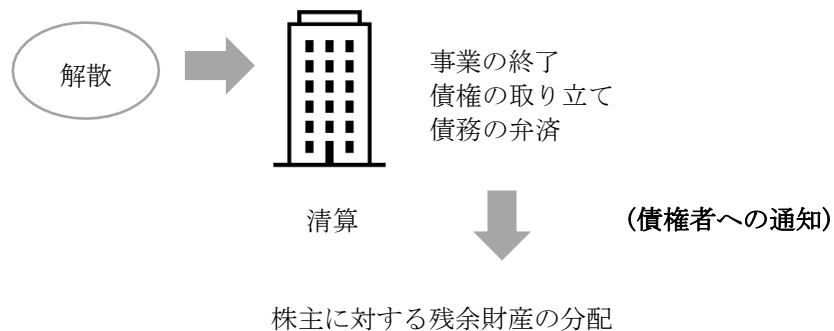 解散
事業の終了
債権の取り立て
債務の弁済
清算
(債権者への通知)
株主に対する残余財産の分配